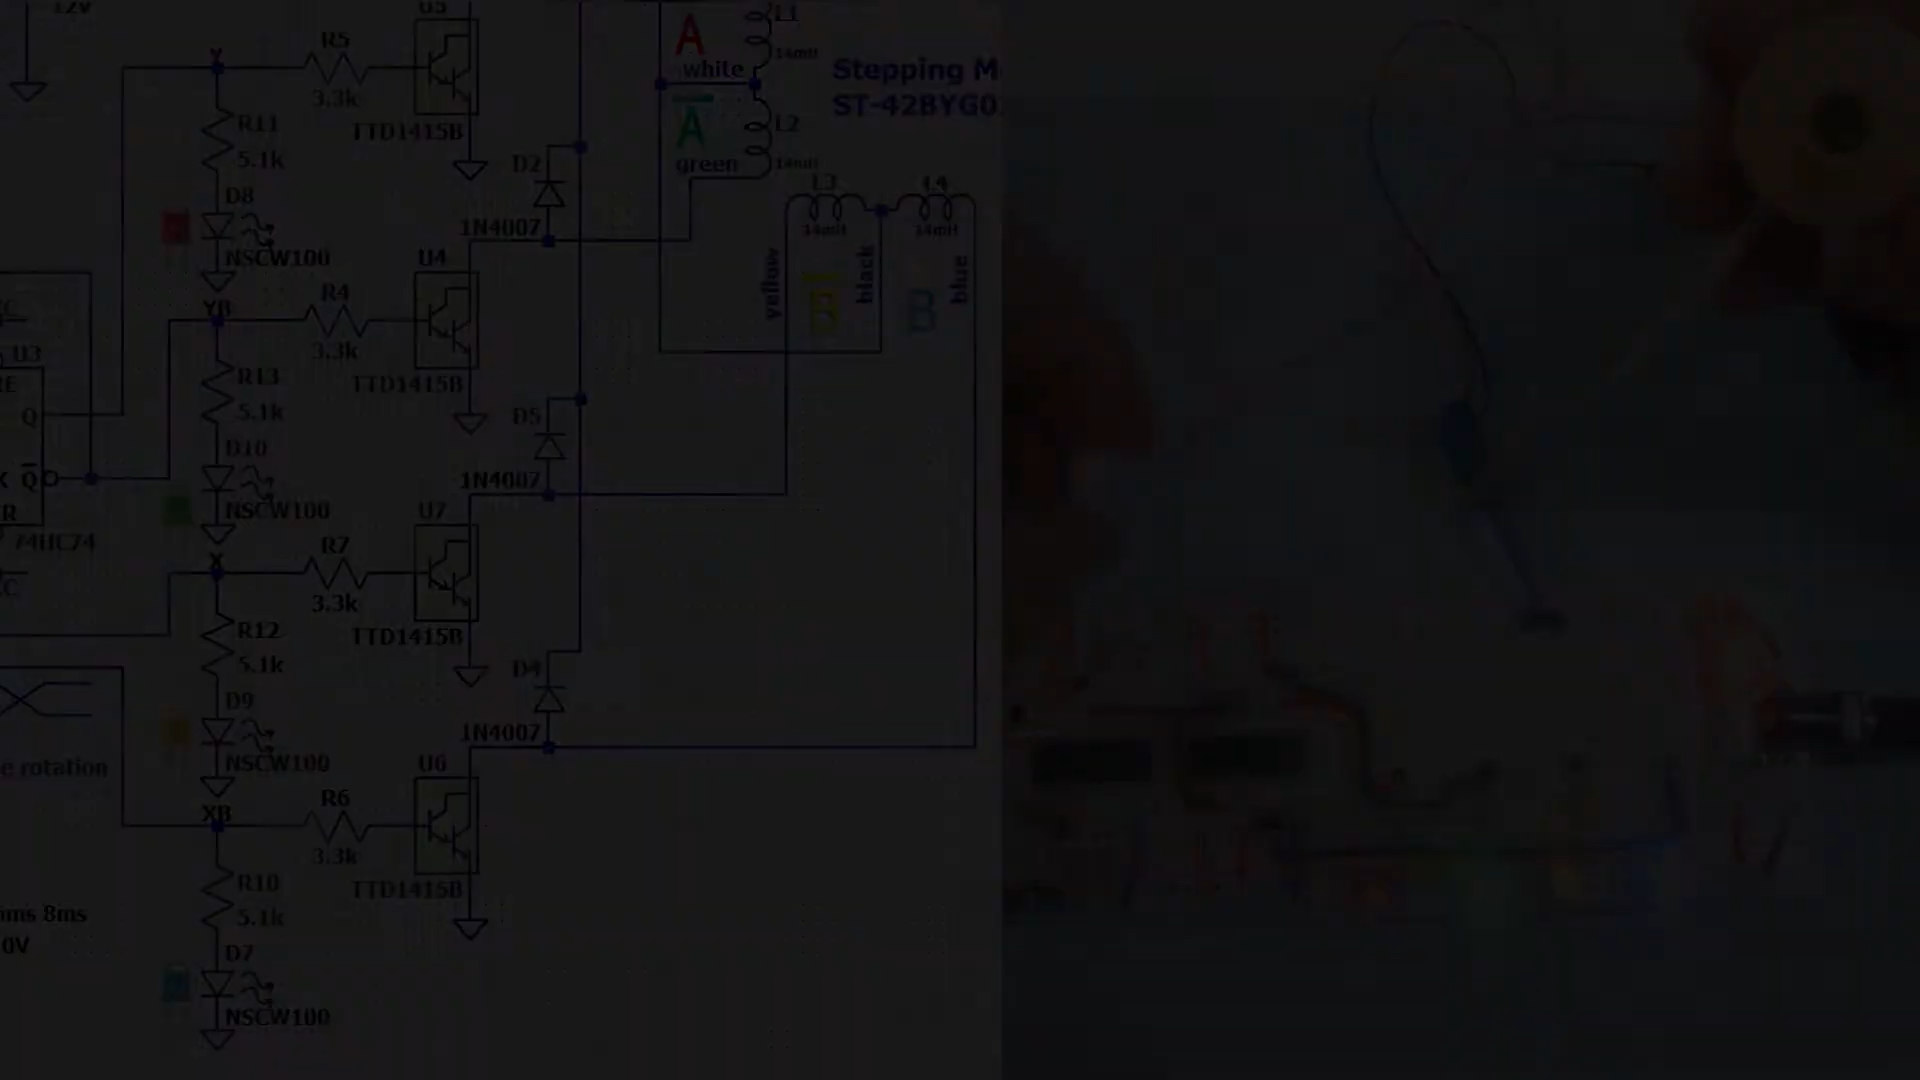 12V
U5
L1
R5
A
14mH
white
Stepping M
3.3k
ST-42BYG0
R11
TTD1415B
A
L2
5.1k
D2
green
14mH
D8
L3
L4
1N4007
14mH
14mH
NSCW100
U4
yellow
black
blue
R4
B
B
YB
3.3k
U3
R13
TTD1415B
Q
5.1k
D5
D10
Q
1N4007
R
NSCW100
U7
74HC74
R7
X
3.3k
R12
TTD1415B
5.1k
D4
D9
1N4007
e rotation
NSCW100
U6
R6
XB
3.3k
R10
TTD1415B
ms 8ms
5.1k
0V
D7
NSCW100